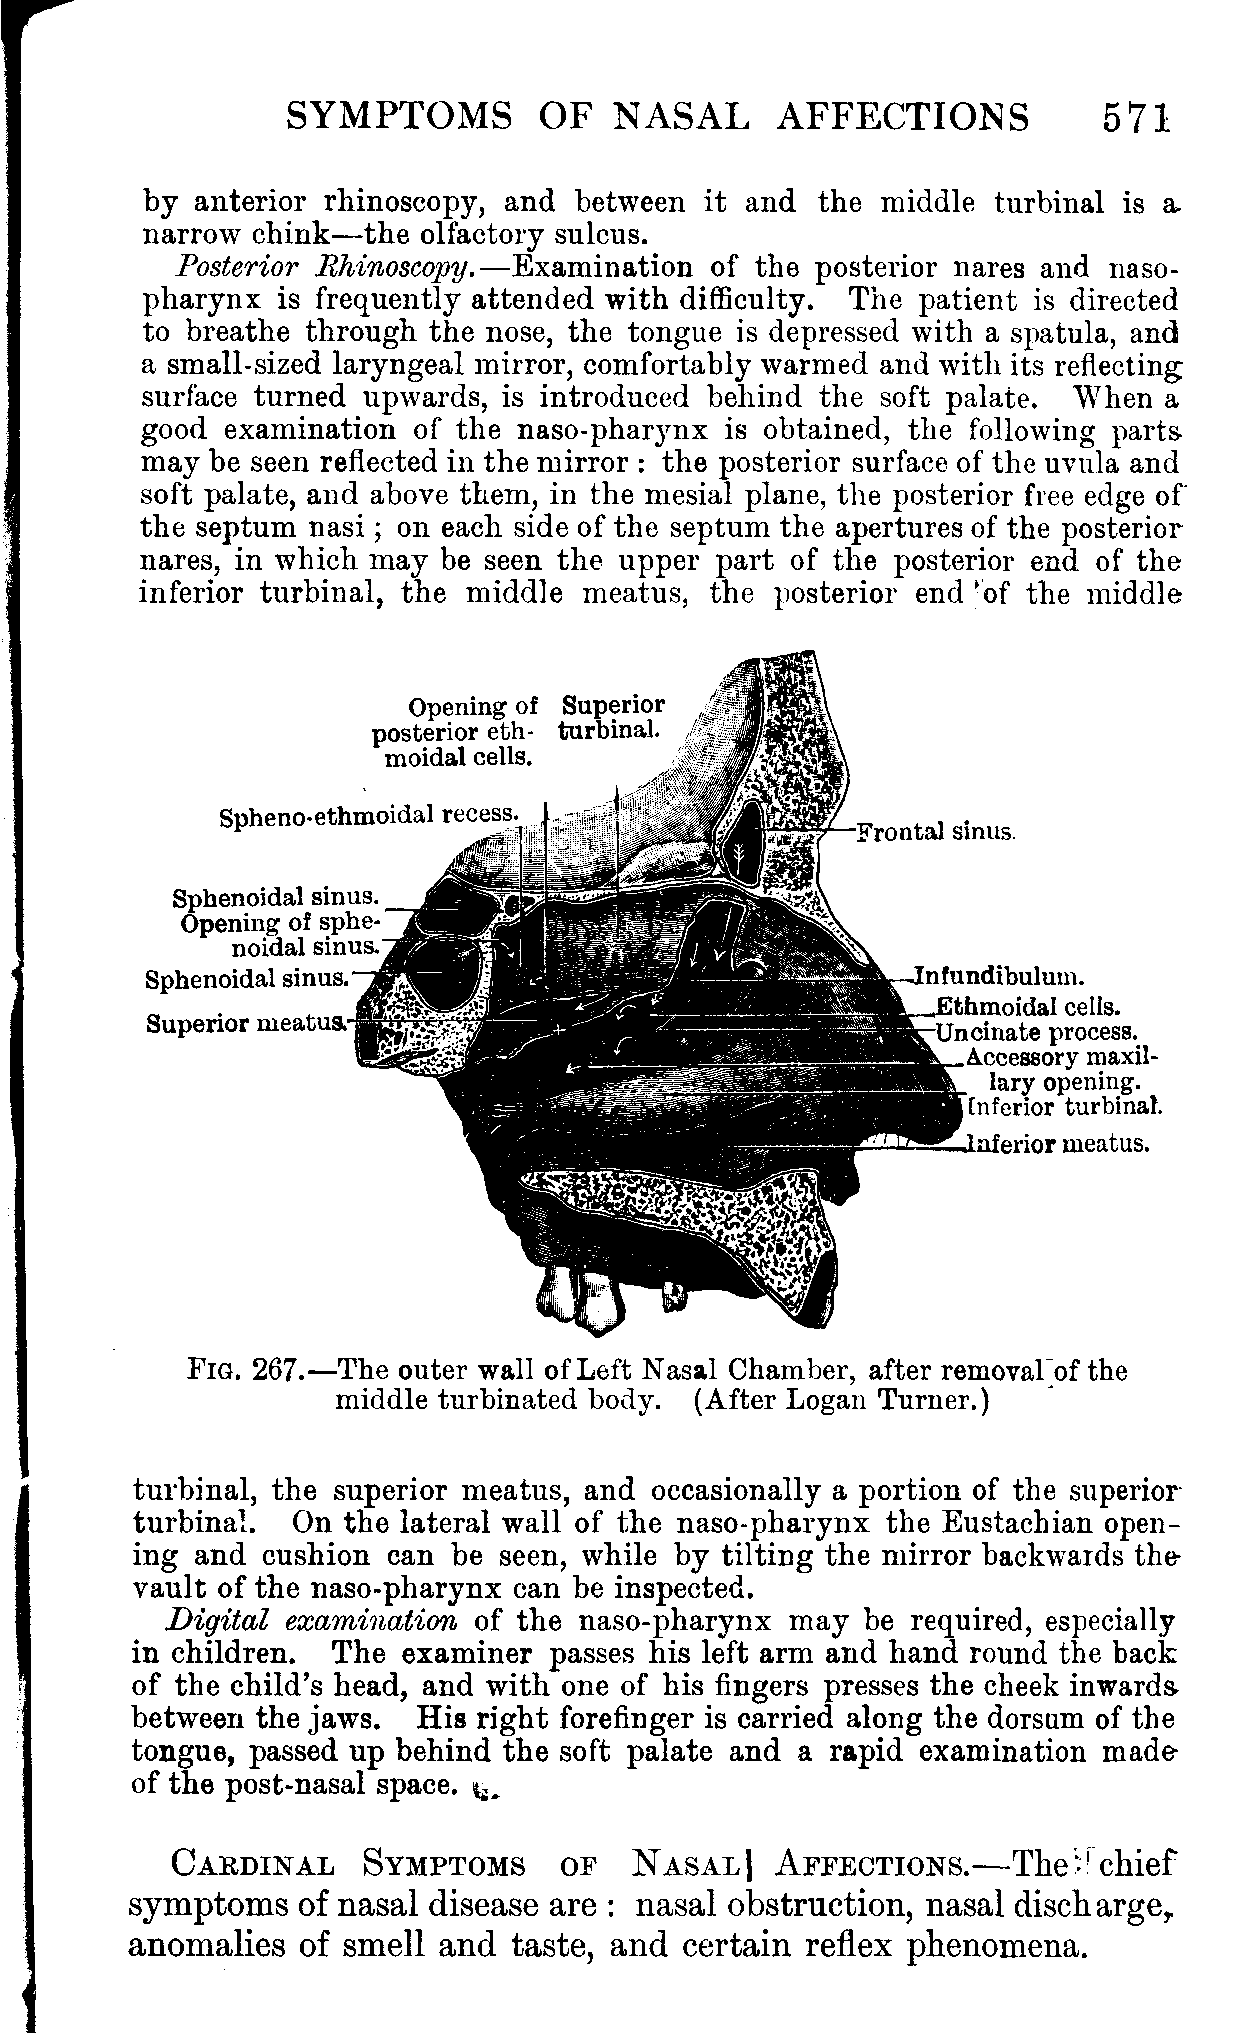 SYMPTOMS OF NASAL AFFECTIONS 571
by anterior rhinoscopy, and between it and the middle turbinal is a
narrow chink—the olfactory sulcus.
Posterior Rhinoscopy.—Examination of the posterior nares and naso-
pharynx is frequently attended with difficulty. The patient is directed
to breathe through the nose, the tongue is depressed with a spatula, and
a small-sized laryngeal mirror, comfortably warmed and with its reflecting
surface turned upwards, is introduced behind the soft palate. When a
good examination of the naso-pharynx is obtained, the following parts
may be seen reflected in the mirror : the posterior surface of the uvula and
soft palate, and above them, in the mesial plane, the posterior free edge of
the septum nasi ; on each side of the septum the apertures of the posterior
nares, in which may be seen the upper part of the posterior end of the
inferior turbinal, the middle meatus, the posterior end of the middle
Opening of
posterior eth-
moidal cells.
Superior
turbinal.
Spheno-ethmoidal recess.
Frontal sinus.
Sphenoidal sinus.
Opening of sphe-
noidal sinus.
Sphenoidal sinus.
Superior meatus.
Infundibulum.
Ethmoidal cells.
Uncinate process.
Accessory maxil-
lary opening.
Inferior turbinal.
Inferior meatus.
FIG. 267.—The outer wall of Left Nasal Chamber, after removal of the
middle turbinated body. (After Logan Turner.)
turbinal, the superior meatus, and occasionally a portion of the superior
turbinal. On the lateral wall of the naso-pharynx the Eustachian open-
ing and cushion can be seen, while by tilting the mirror backwards the
vault of the naso-pharynx can be inspected.
Digital examination of the naso-pharynx may be required, especially
in children. The examiner passes his left arm and hand round the back
of the child's head, and with one of his fingers presses the cheek inwards
between the jaws. His right forefinger is carried along the dorsum of the
tongue, passed up behind the soft palate and a rapid examination made
of the post-nasal space.
CARDINAL SYMPTOMS OF NASAL AFFECTIONS.—The chief
symptoms of nasal disease are : nasal obstruction, nasal discharge,
anomalies of smell and taste, and certain reflex phenomena.